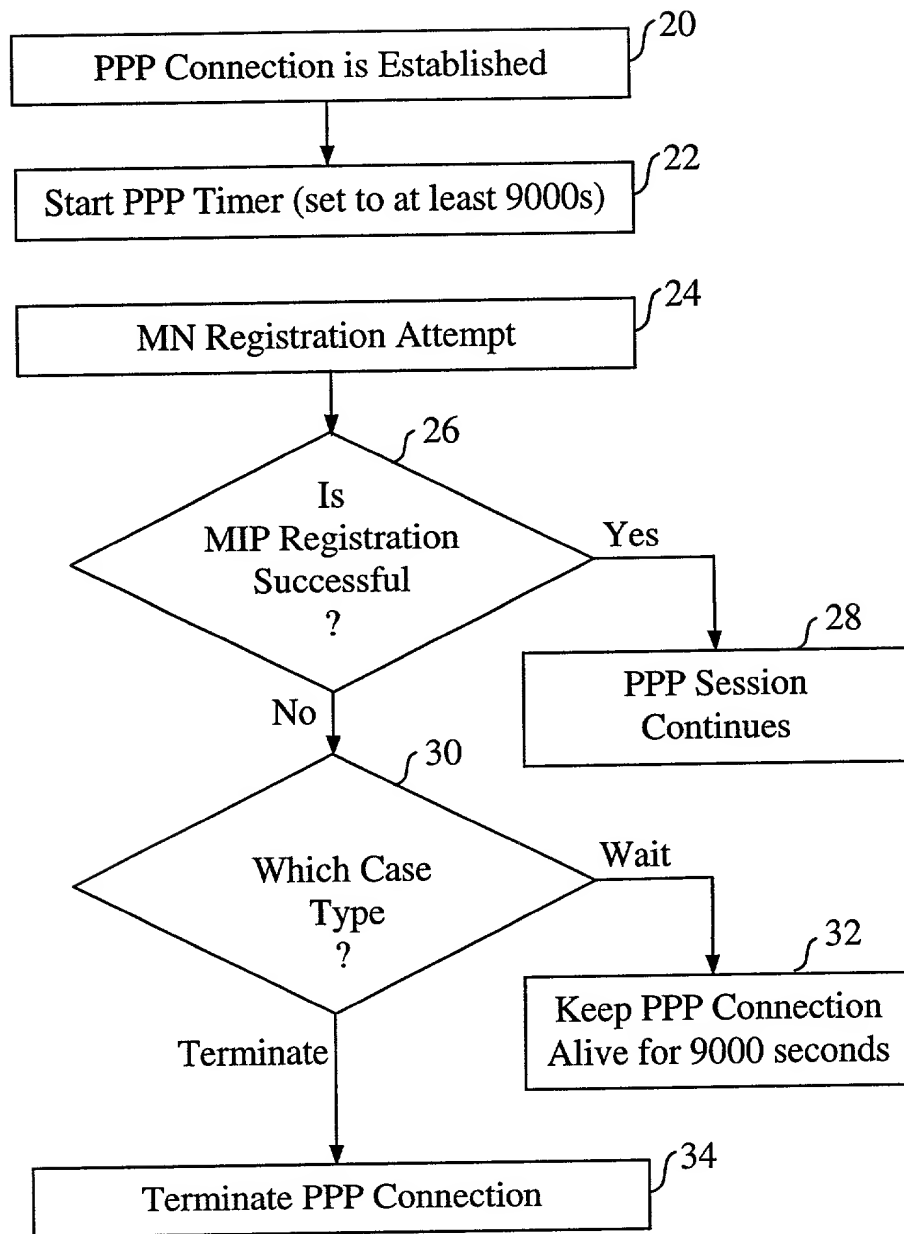 20
PPP Connection is Established
22
Start PPP Timer (set to at least 9000s)
24
MN Registration Attempt
26
Is
MIP Registration
Successful
?
Yes
28
PPP Session
Continues
No
30
Which Case
Type
?
Wait
32
Keep PPP Connection
Alive for 9000 seconds
Terminate
34
Terminate PPP Connection